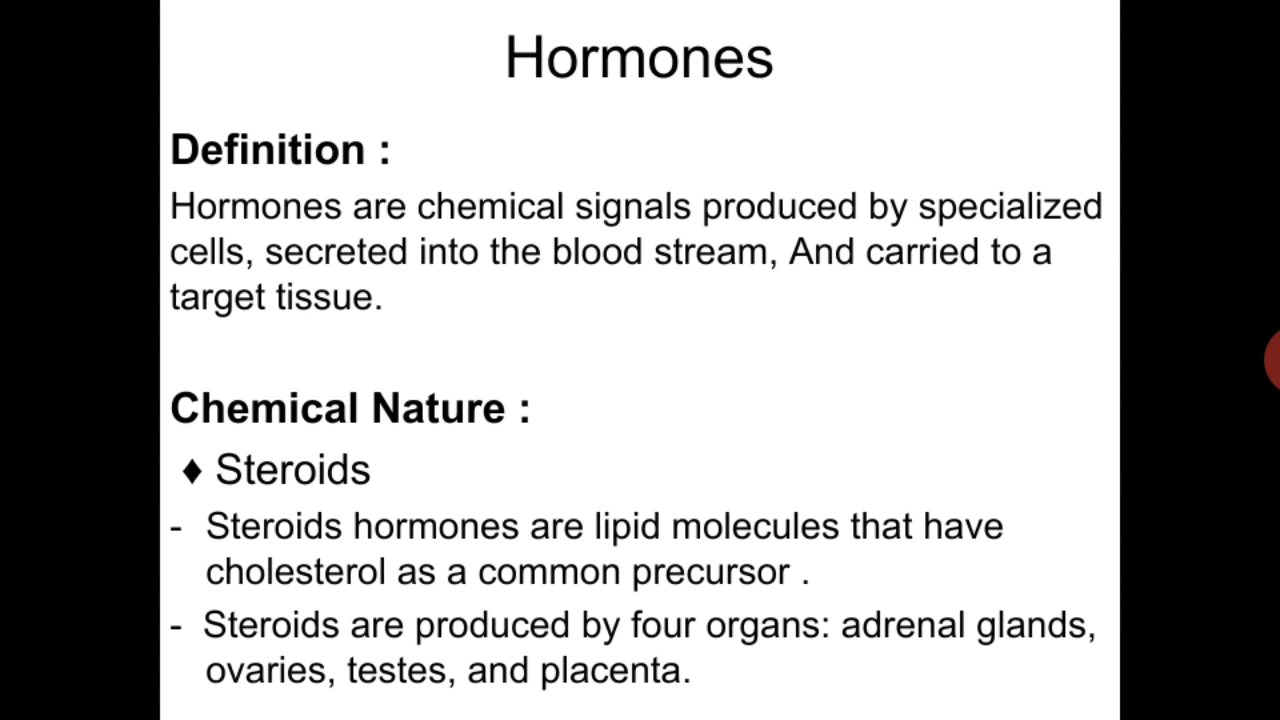 Hormones
Definition :
Hormones are chemical signals produced by specialized
cells, secreted into the blood stream, And carried to a
target tissue.
Chemical Nature :
♦ Steroids
- Steroids hormones are lipid molecules that have
cholesterol as a common precursor .
- Steroids are produced by four organs: adrenal glands,
ovaries, testes, and placenta.